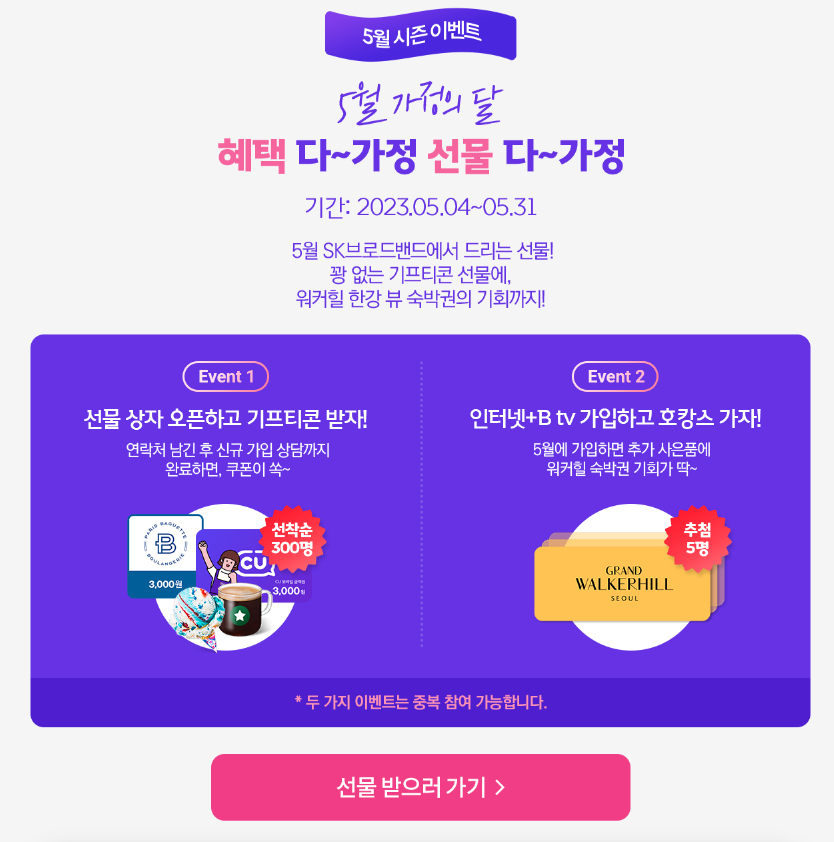 5월 시즌 이벤트
5월 가정의 달
혜택 다~가정 선물 다~가정
기간: 2023.05.04~05.31
5월 SK브로드밴드에서 드리는 선물!
꽝 없는 기프티콘 선물에,
워커힐 한강 뷰 숙박권의 기회까지!
Event 1
선물 상자 오픈하고 기프티콘 받자!
연락처 남긴 후 신규 가입 상담까지
완료하면, 쿠폰이 쏙~
선착순
300명
PARIS BAGUETTE
B
BOULANGERIE
3,000원
CU
CU 모바일 금액권
3,000원
Event 2
인터넷+B tv 가입하고 호캉스 가자!
5월에 가입하면 추가 사은품에
워커힐 숙박권 기회가 딱~
추첨
5명
GRAND
WALKERHILL
SEOUL
* 두 가지 이벤트는 중복 참여 가능합니다.
선물 받으러 가기 >